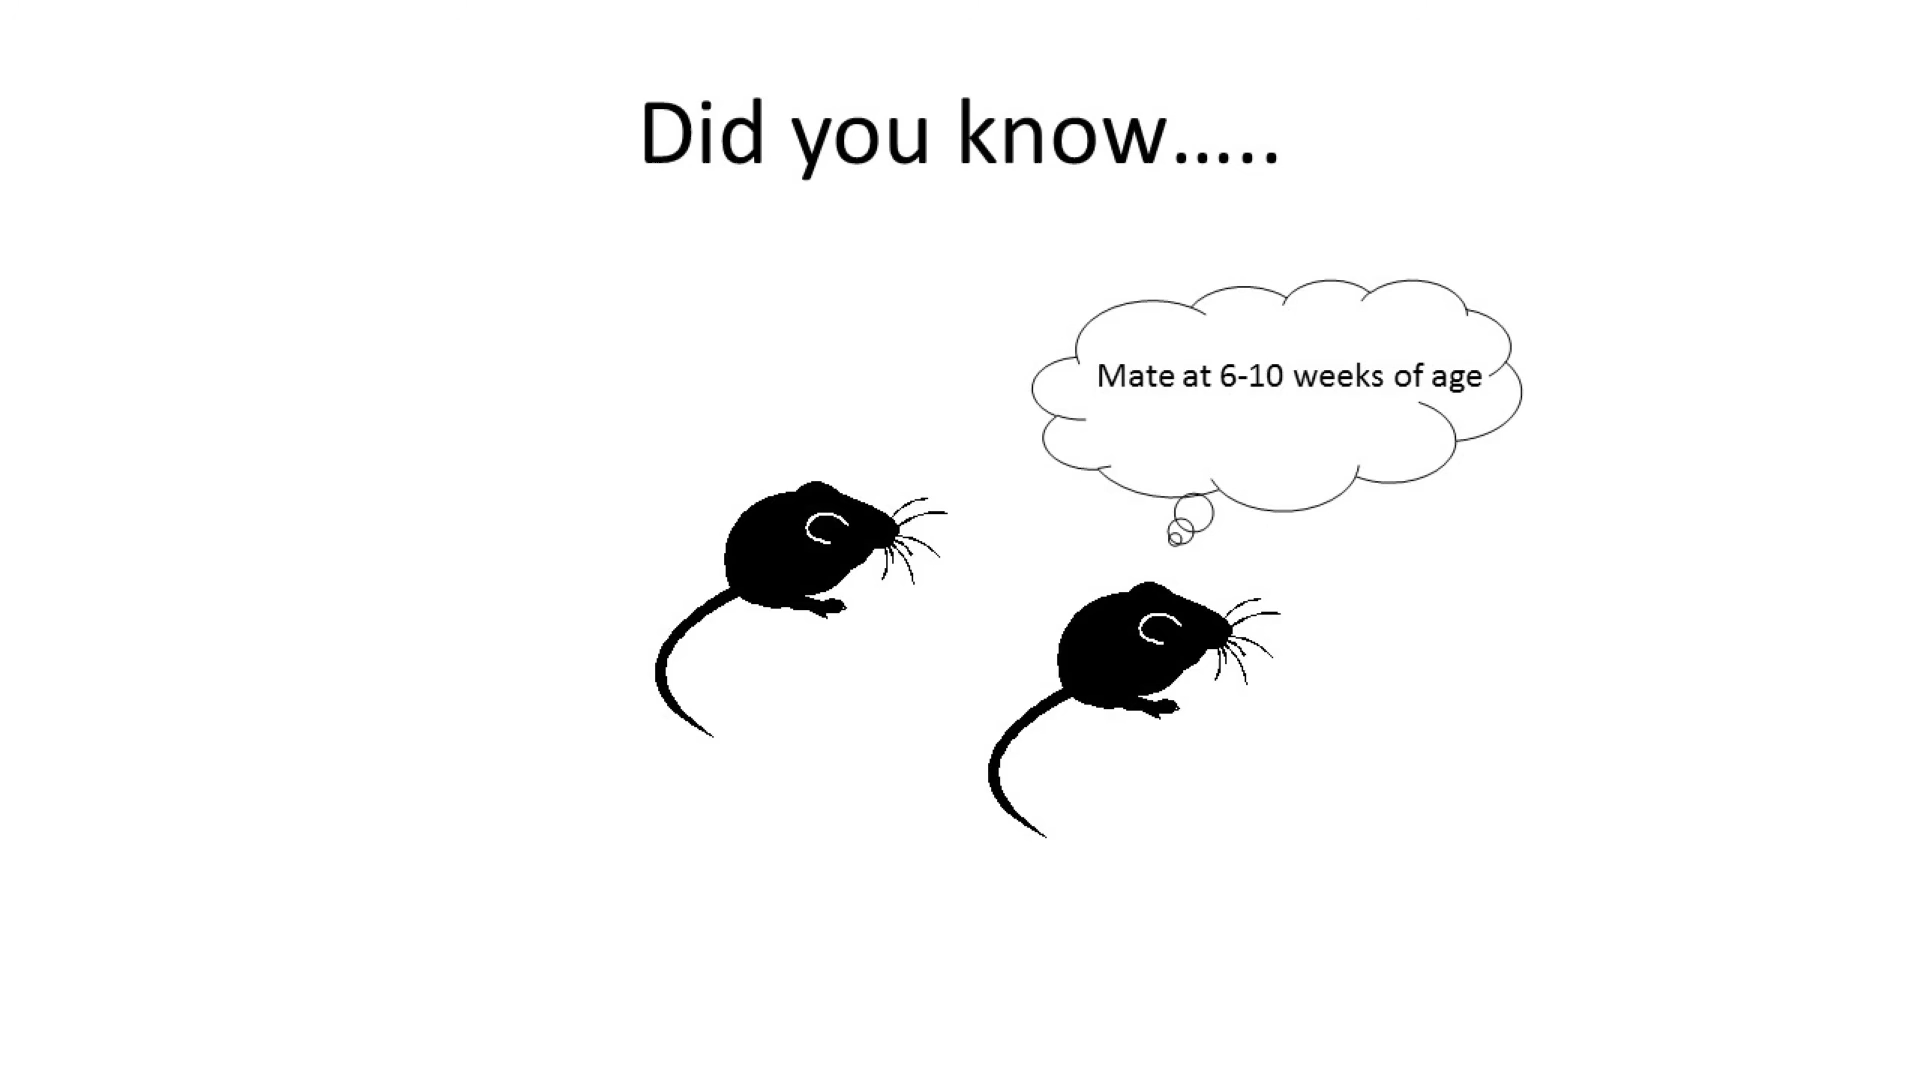 Did you know.....
Mate at 6-10 weeks of age